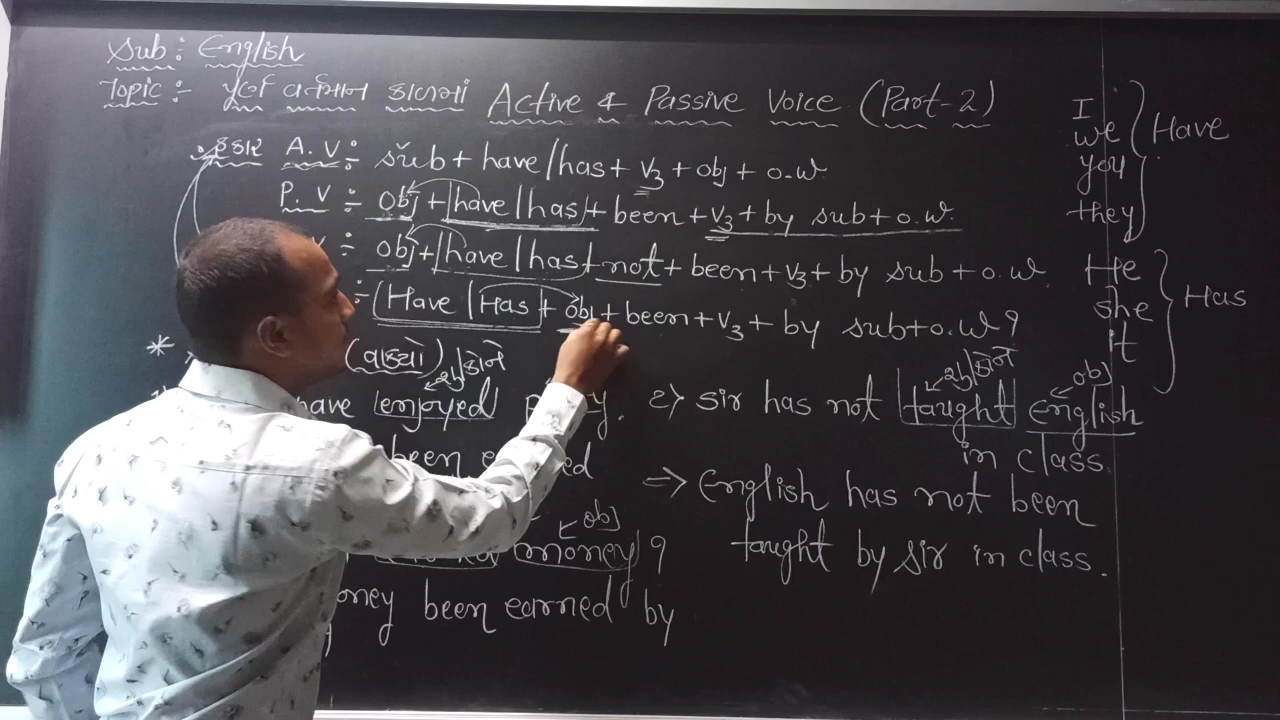 Sub : English
Topic :- પૂર્ણ વર્તમાન કાળમાં Active & Passive Voice (Part-2)
હકાર A.V :- sub + have/has + v3 + obj + o.w
P.V :- obj + have/has + been + v3 + by sub + o.w.
:- obj + have/has + not + been + v3 + by sub + o.w.
:- Have/Has + obj + been + v3 + by sub + o.w ?
I
we
you
they
Have
He
she
it
Has
* (વાક્યો)
have enjoyed
been
obj
money ?
money been earned by
2) sir has not taught English
obj
in class.
=> English has not been
taught by sir in class.